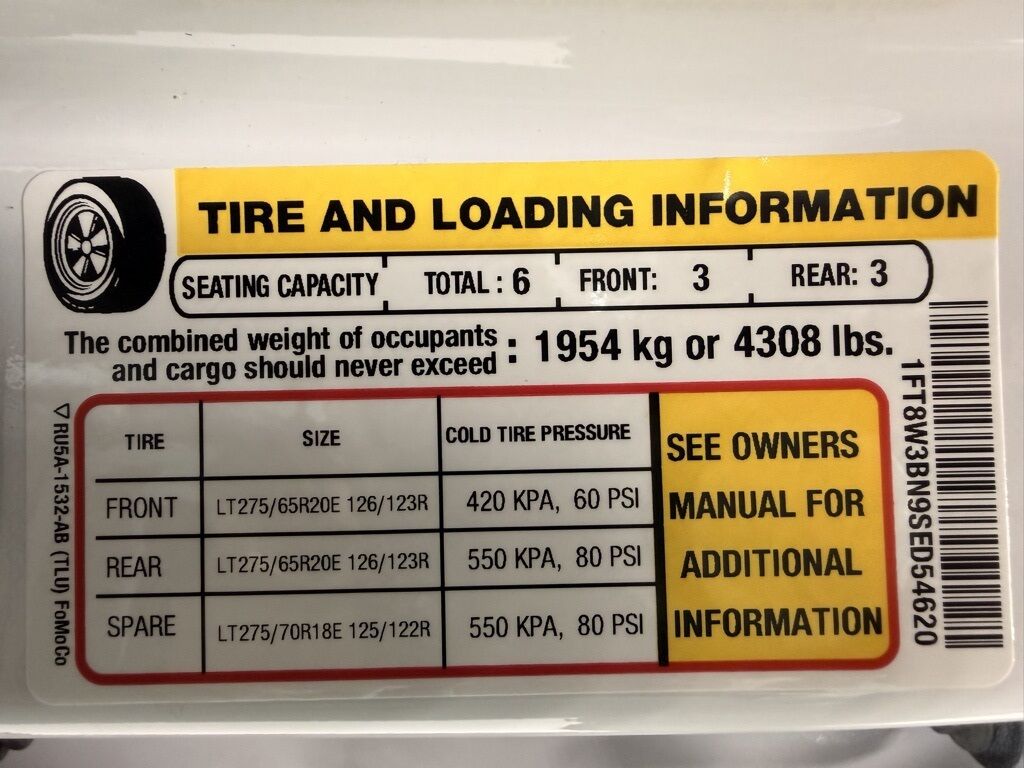 TIRE AND LOADING INFORMATION
SEATING CAPACITY TOTAL : 6 FRONT: 3 REAR: 3
The combined weight of occupants
and cargo should never exceed : 1954 kg or 4308 lbs.
TIRE SIZE COLD TIRE PRESSURE
FRONT LT275/65R20E 126/123R 420 KPA, 60 PSI
REAR LT275/65R20E 126/123R 550 KPA, 80 PSI
SPARE LT275/70R18E 125/122R 550 KPA, 80 PSI
SEE OWNERS
MANUAL FOR
ADDITIONAL
INFORMATION
RU5A-1532-AB (TLU) FoMoCo
1FT8W3BN9SED54620